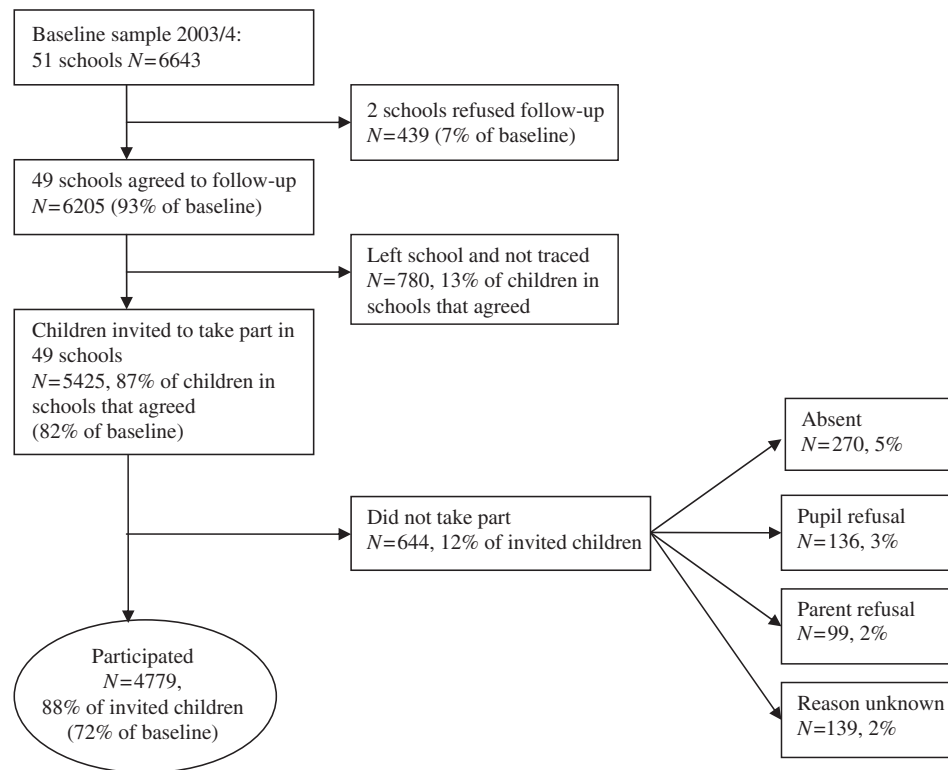 Baseline sample 2003/4:
51 schools N=6643
2 schools refused follow-up
N=439 (7% of baseline)
49 schools agreed to follow-up
N=6205 (93% of baseline)
Left school and not traced
N=780, 13% of children in
schools that agreed
Children invited to take part in
49 schools
N=5425, 87% of children in
schools that agreed
(82% of baseline)
Did not take part
N=644, 12% of invited children
Absent
N=270, 5%
Pupil refusal
N=136, 3%
Parent refusal
N=99, 2%
Reason unknown
N=139, 2%
Participated
N=4779,
88% of invited children
(72% of baseline)